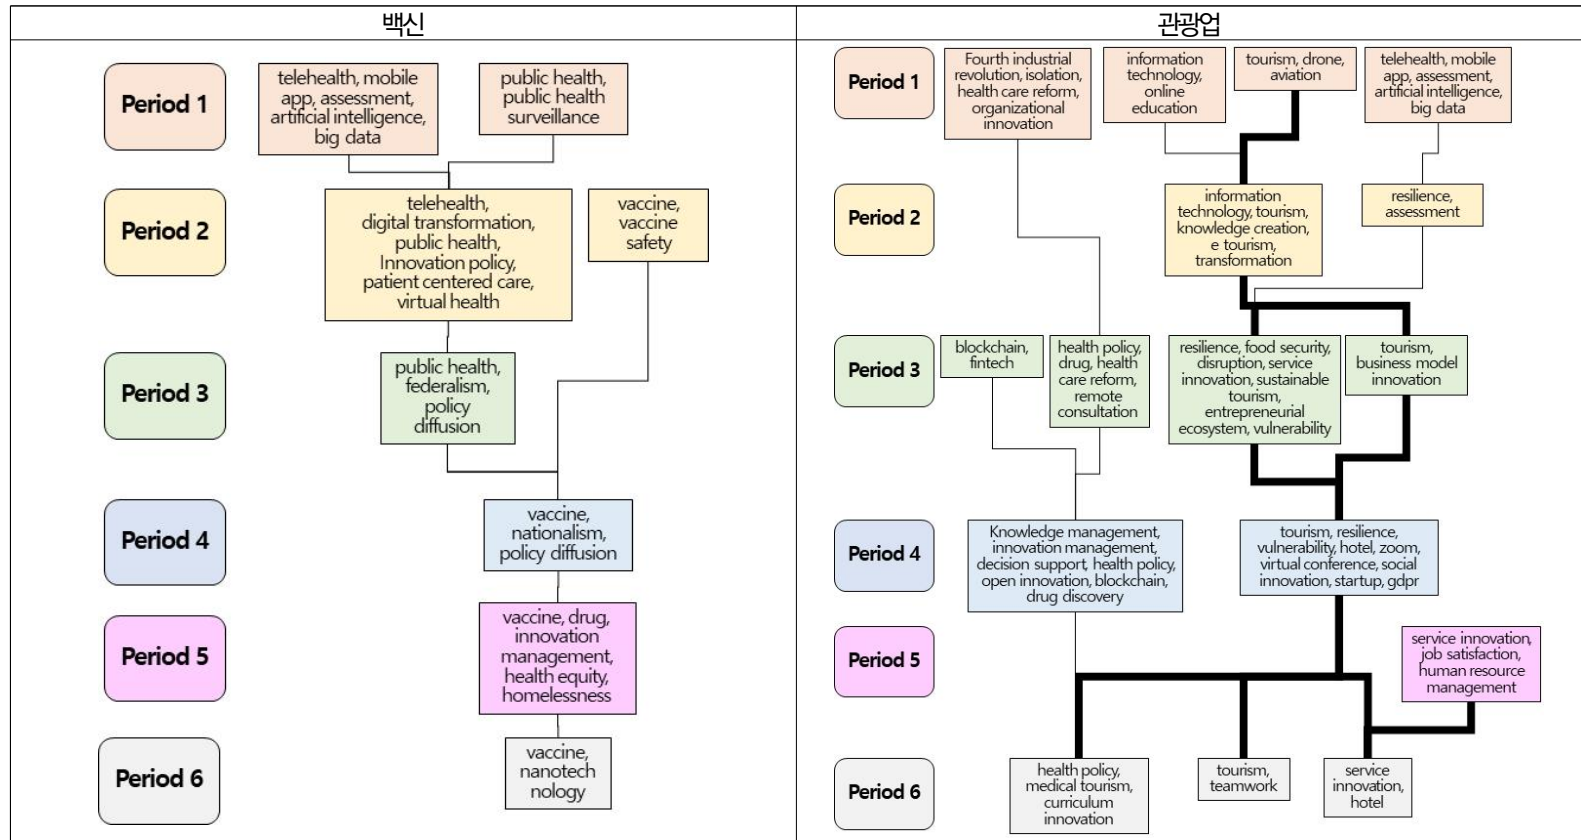 백신
Period 1
telehealth, mobile
app, assessment,
artificial intelligence,
big data
public health,
public health
surveillance
Period 2
telehealth,
digital transformation,
public health,
Innovation policy,
patient centered care,
virtual health
vaccine,
vaccine
safety
Period 3
public health,
federalism,
policy
diffusion
Period 4
vaccine,
nationalism,
policy diffusion
Period 5
vaccine, drug,
innovation
management,
health equity,
homelessness
Period 6
vaccine,
nanotech
nology
관광업
Period 1
Fourth industrial
revolution, isolation,
health care reform,
organizational
innovation
information
technology,
online
education
tourism, drone,
aviation
telehealth, mobile
app, assessment,
artificial intelligence,
big data
Period 2
information
technology, tourism,
knowledge creation,
e tourism,
transformation
resilience,
assessment
Period 3
blockchain,
fintech
health policy,
drug, health
care reform,
remote
consultation
resilience, food security,
disruption, service
innovation, sustainable
tourism,
entrepreneurial
ecosystem, vulnerability
tourism,
business model
innovation
Period 4
Knowledge management,
innovation management,
decision support, health policy,
open innovation, blockchain,
drug discovery
tourism, resilience,
vulnerability, hotel, zoom,
virtual conference, social
innovation, startup, gdpr
Period 5
service innovation,
job satisfaction,
human resource
management
Period 6
health policy,
medical tourism,
curriculum
innovation
tourism,
teamwork
service
innovation,
hotel